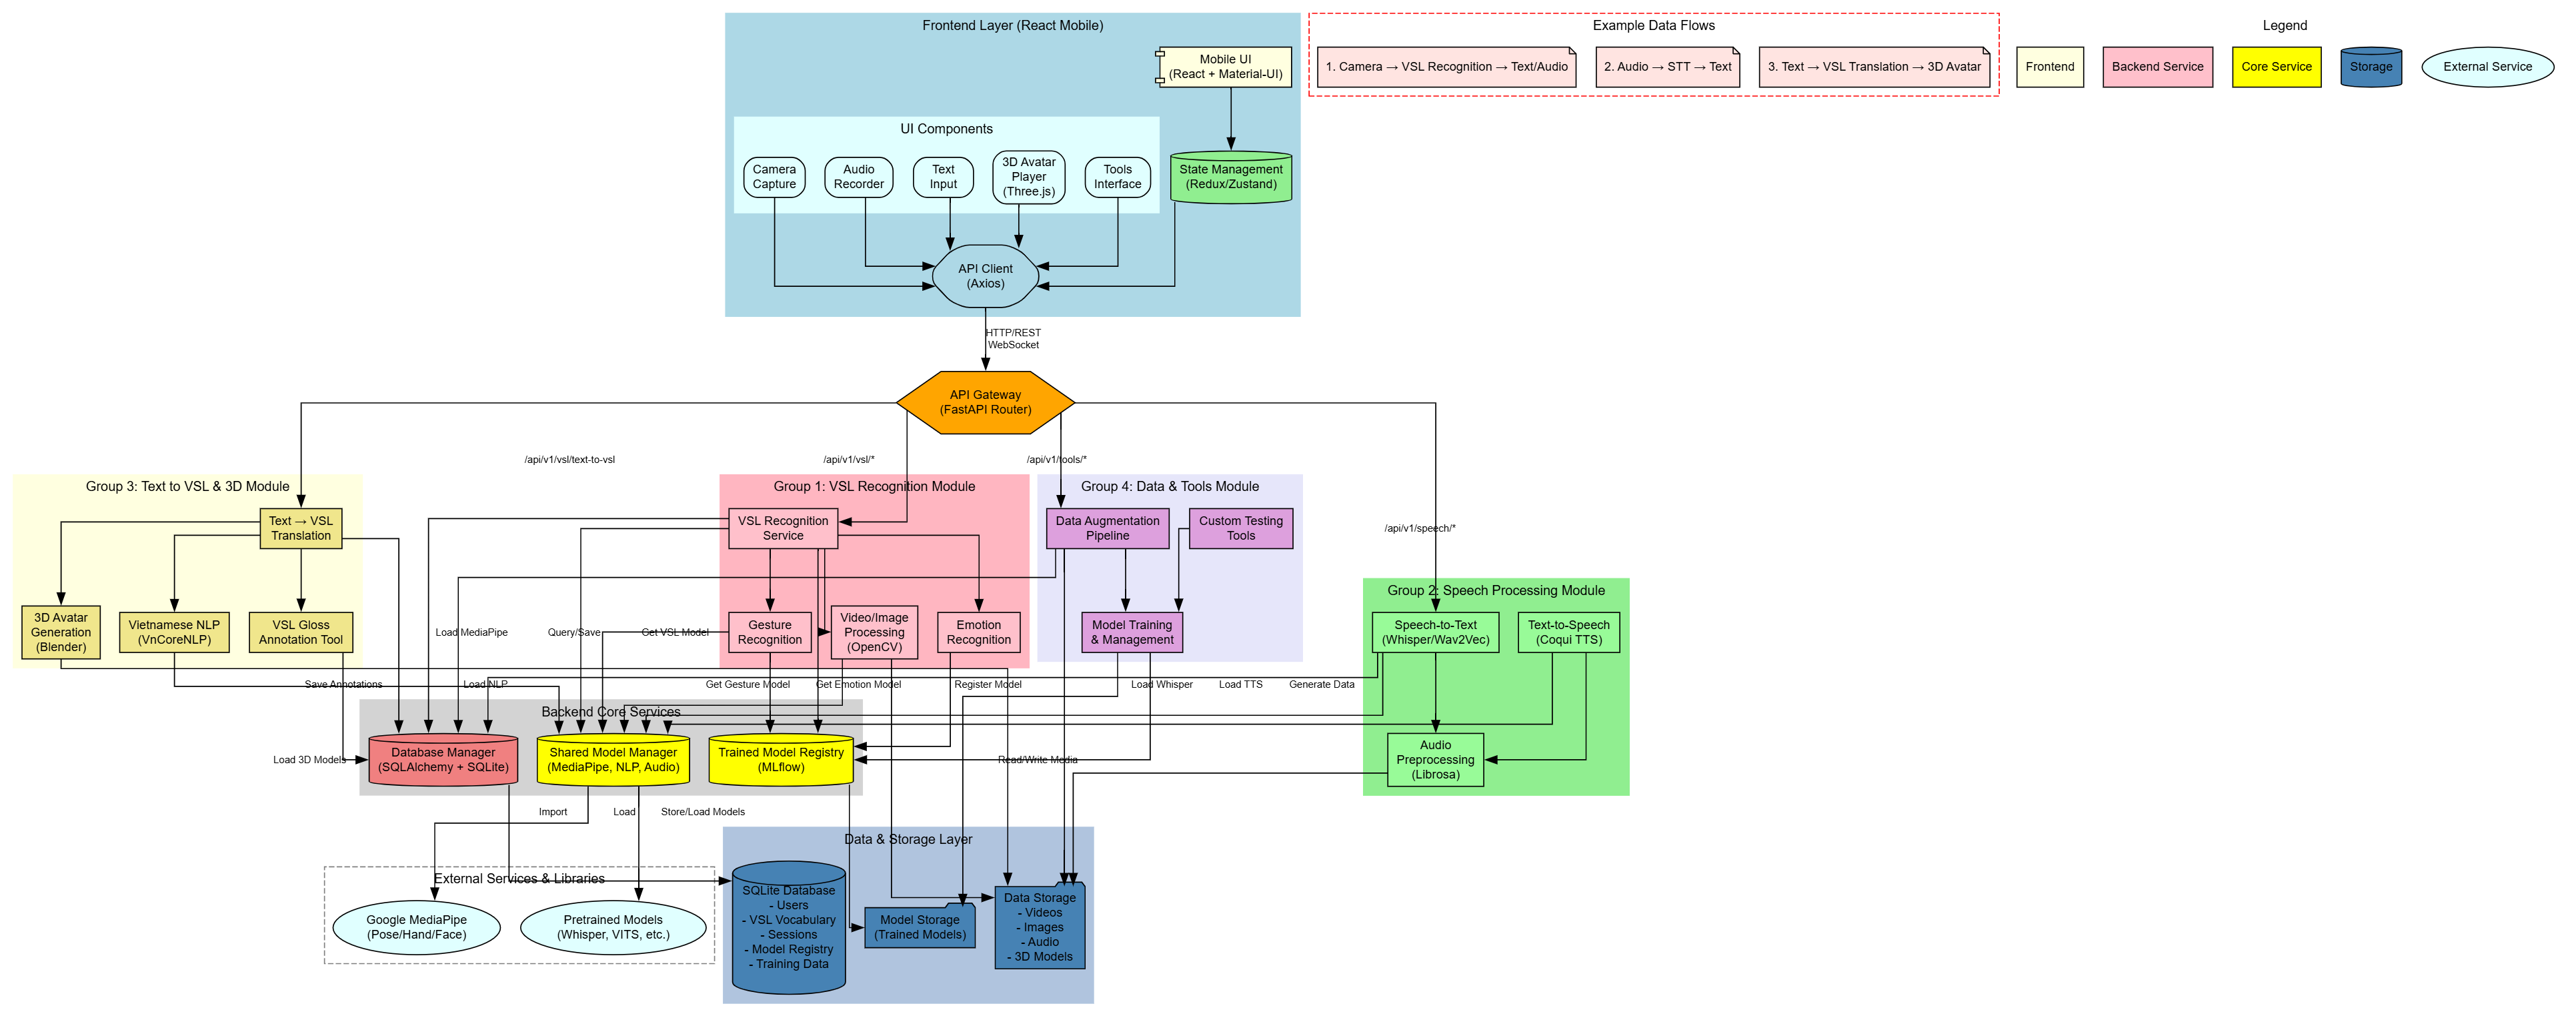 Frontend Layer (React Mobile)
Mobile UI
(React + Material-UI)
UI Components
Camera
Capture
Audio
Recorder
Text
Input
3D Avatar
Player
(Three.js)
Tools
Interface
State Management
(Redux/Zustand)
API Client
(Axios)
Example Data Flows
1. Camera → VSL Recognition → Text/Audio
2. Audio → STT → Text
3. Text → VSL Translation → 3D Avatar
Legend
Frontend
Backend Service
Core Service
Storage
External Service
HTTP/REST
WebSocket
API Gateway
(FastAPI Router)
/api/v1/vsl/text-to-vsl
/api/v1/vsl/*
/api/v1/tools/*
/api/v1/speech/*
Group 3: Text to VSL & 3D Module
Text → VSL
Translation
3D Avatar
Generation
(Blender)
Vietnamese NLP
(VnCoreNLP)
VSL Gloss
Annotation Tool
Group 1: VSL Recognition Module
VSL Recognition
Service
Gesture
Recognition
Video/Image
Processing
(OpenCV)
Emotion
Recognition
Group 4: Data & Tools Module
Data Augmentation
Pipeline
Custom Testing
Tools
Model Training
& Management
Group 2: Speech Processing Module
Speech-to-Text
(Whisper/Wav2Vec)
Text-to-Speech
(Coqui TTS)
Audio
Preprocessing
(Librosa)
Load MediaPipe
Query/Save
Get VSL Model
Save Annotations
Load NLP
Get Gesture Model
Get Emotion Model
Register Model
Load Whisper
Load TTS
Generate Data
Backend Core Services
Database Manager
(SQLAlchemy + SQLite)
Shared Model Manager
(MediaPipe, NLP, Audio)
Trained Model Registry
(MLflow)
Load 3D Models
Read/Write Media
Import
Load
Store/Load Models
External Services & Libraries
Google MediaPipe
(Pose/Hand/Face)
Pretrained Models
(Whisper, VITS, etc.)
Data & Storage Layer
SQLite Database
- Users
- VSL Vocabulary
- Sessions
- Model Registry
- Training Data
Model Storage
(Trained Models)
Data Storage
- Videos
- Images
- Audio
- 3D Models